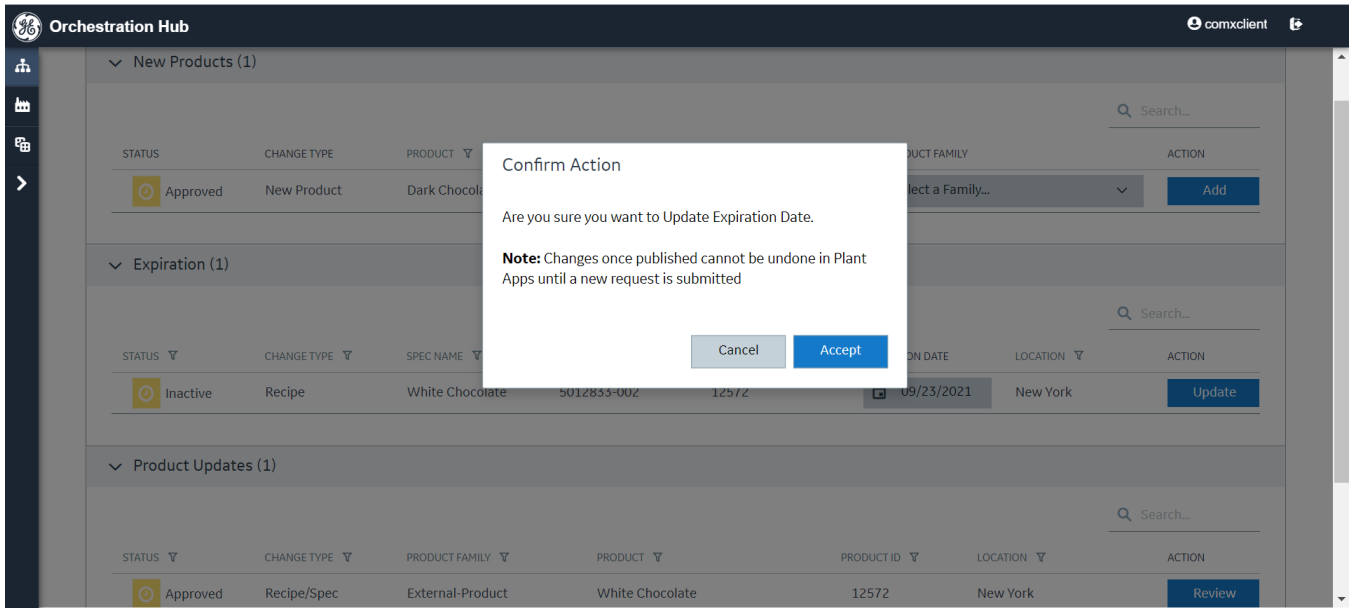 Orchestration Hub
comxclient
New Products (1)
Search...
STATUS CHANGE TYPE PRODUCT FAMILY ACTION
Approved New Product Dark a Family... Add
Confirm Action
Are you sure you want to Update Expiration Date.
Note: Changes once published cannot be undone in Plant
Apps until a new request is submitted
Cancel Accept
Expiration (1)
Search...
STATUS CHANGE TYPE SPEC NAME DATE LOCATION ACTION
Inactive Recipe White Chocolate 5012833-002 12572 09/23/2021 New York Update
Product Updates (1)
Search...
STATUS CHANGE TYPE PRODUCT FAMILY PRODUCT PRODUCT ID LOCATION ACTION
Approved Recipe/Spec External-Product White Chocolate 12572 New York Review